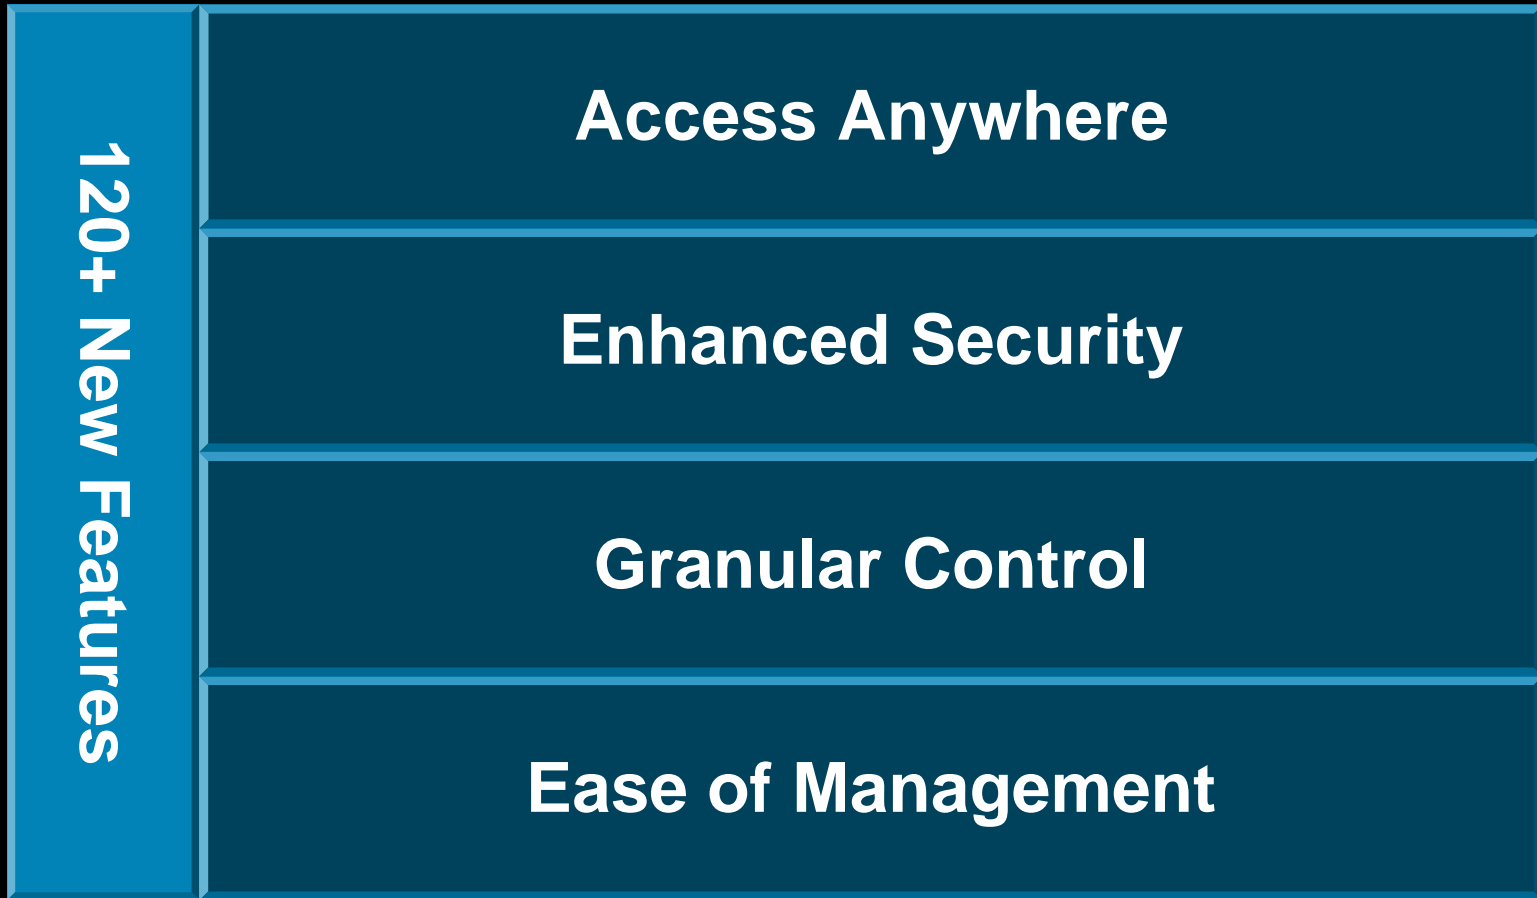 120+ New Features
Access Anywhere
Enhanced Security
Granular Control
Ease of Management